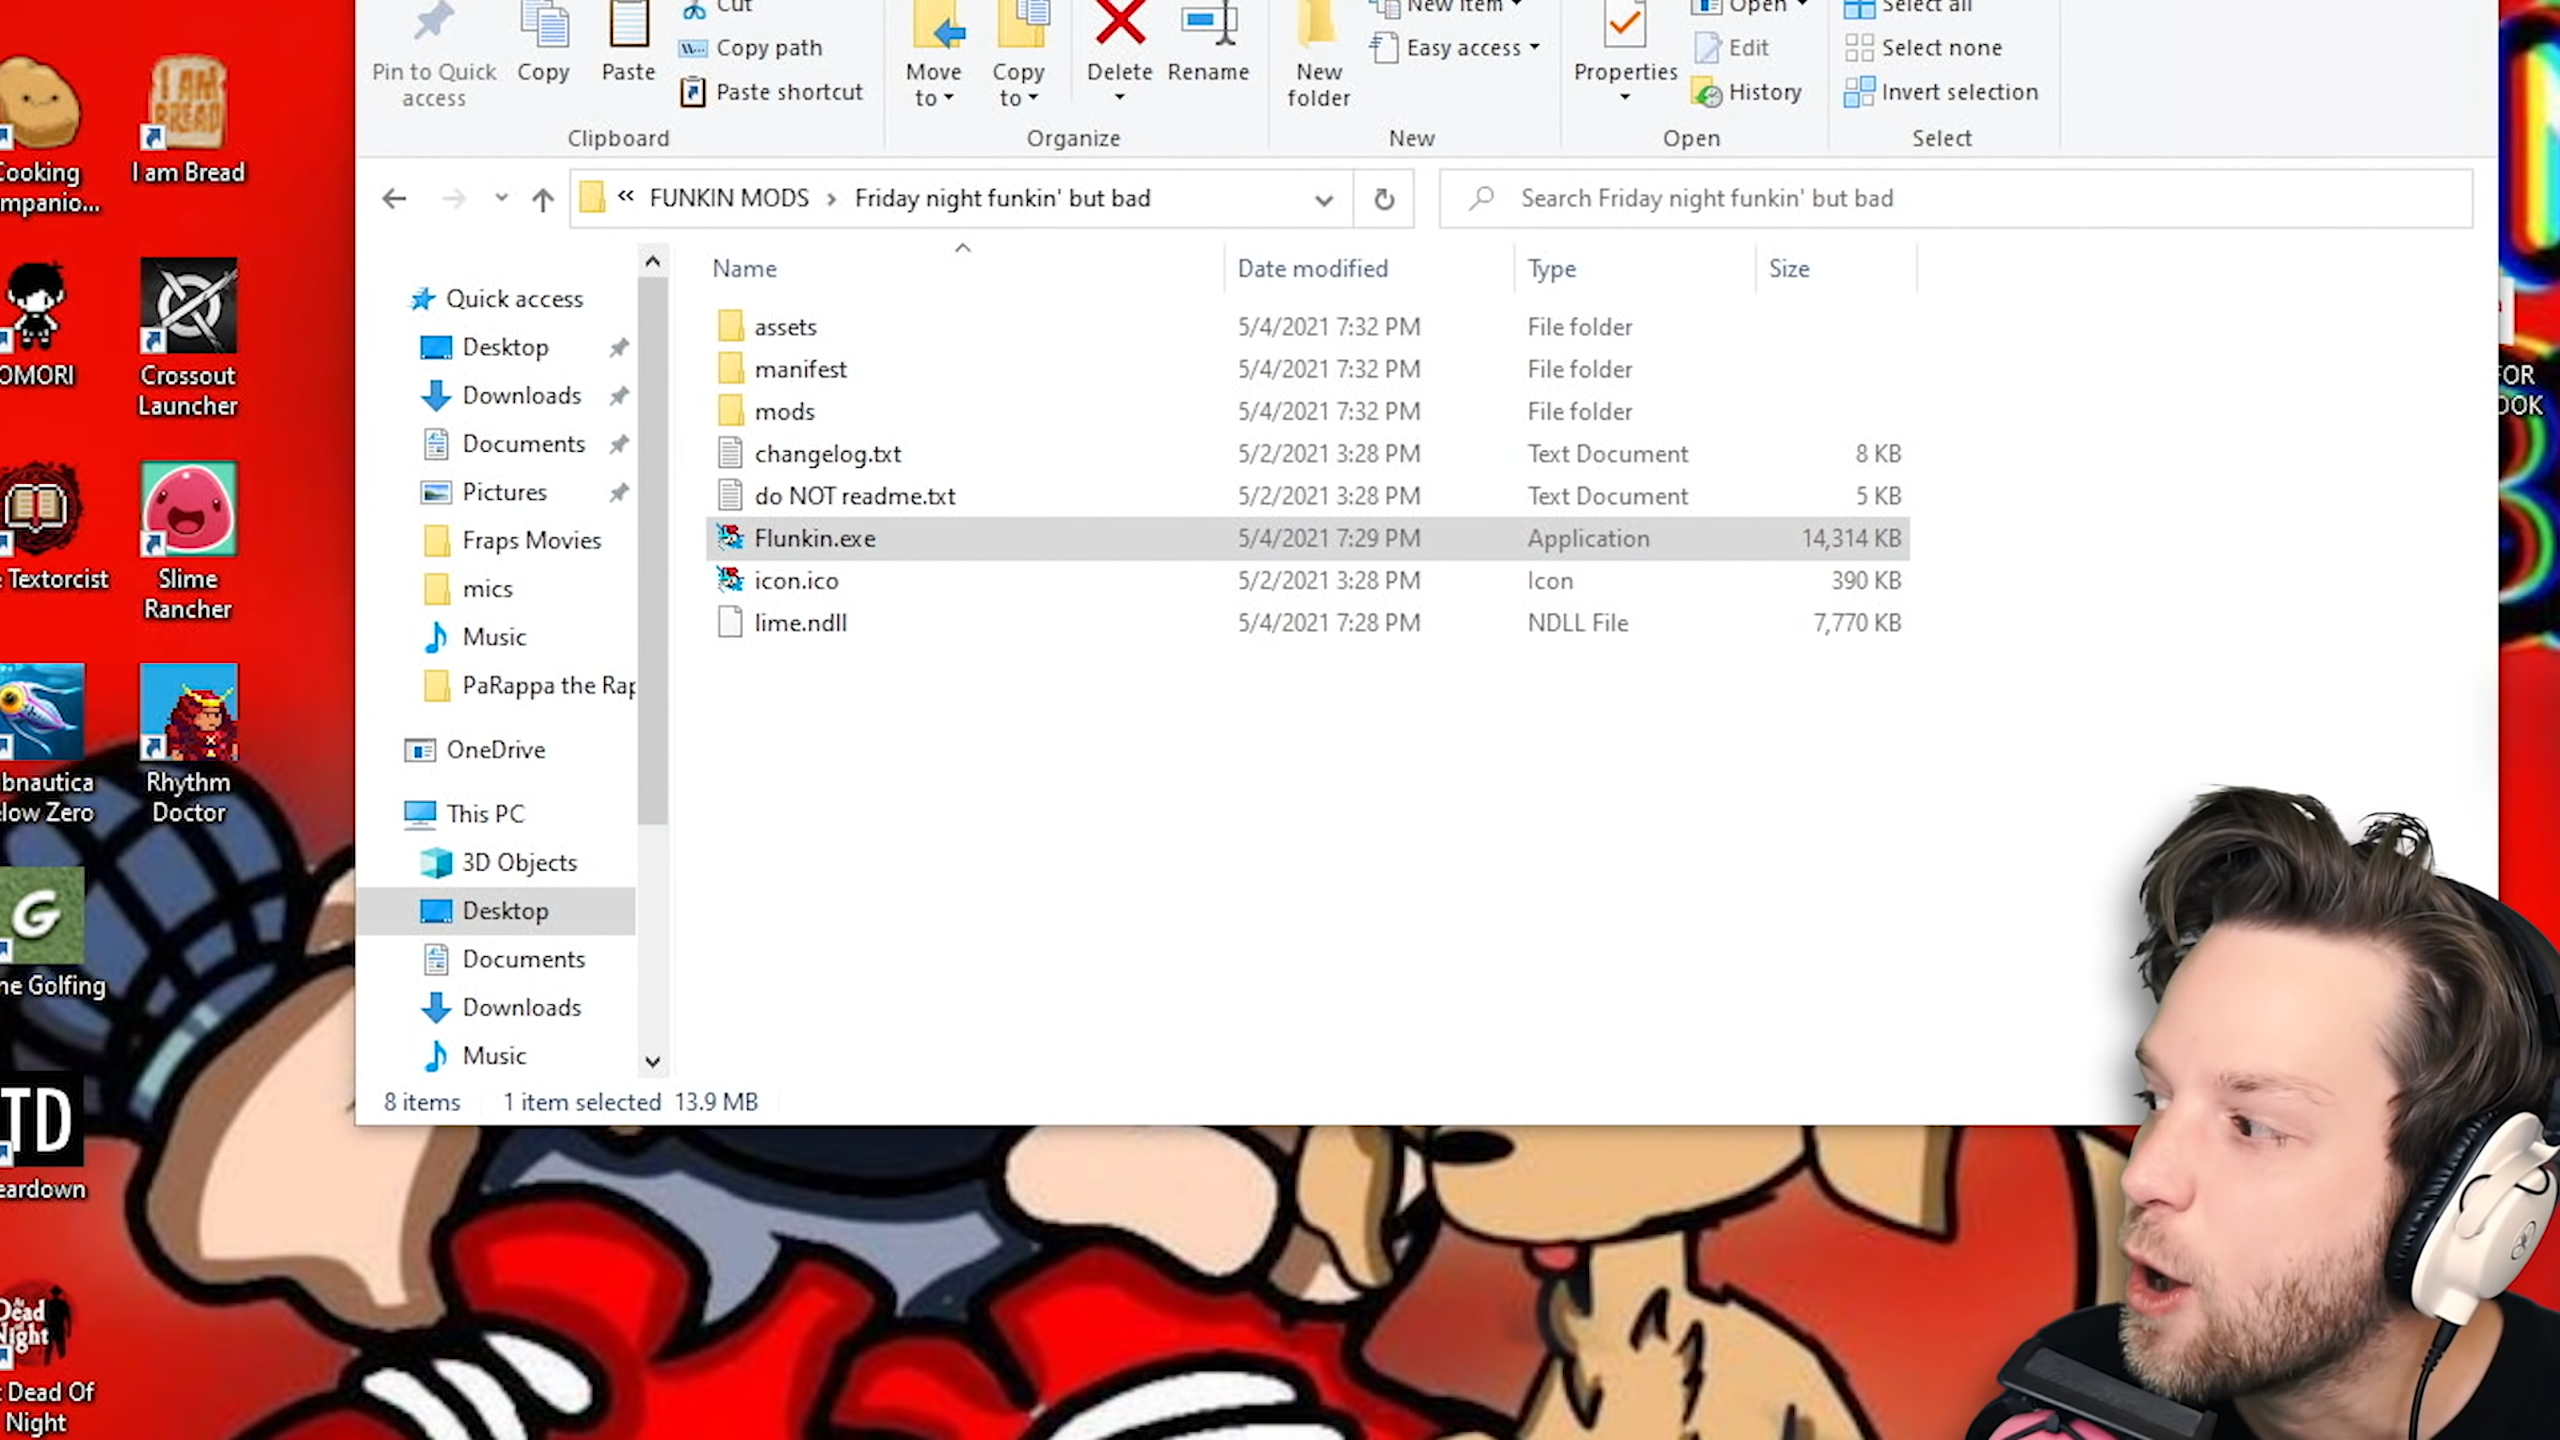 Cut
New item
Open
Select all
Pin to Quick
access
Copy
Paste
Copy path
Paste shortcut
Move
to
Copy
to
Delete
Rename
New
folder
Easy access
Properties
Edit
History
Select none
Invert selection
Clipboard
Organize
New
Open
Select
« FUNKIN MODS › Friday night funkin' but bad
Search Friday night funkin' but bad
Name
Date modified
Type
Size
assets 5/4/2021 7:32 PM File folder
manifest 5/4/2021 7:32 PM File folder
mods 5/4/2021 7:32 PM File folder
changelog.txt 5/2/2021 3:28 PM Text Document 8 KB
do NOT readme.txt 5/2/2021 3:28 PM Text Document 5 KB
Flunkin.exe 5/4/2021 7:29 PM Application 14,314 KB
icon.ico 5/2/2021 3:28 PM Icon 390 KB
lime.ndll 5/4/2021 7:28 PM NDLL File 7,770 KB
Quick access
Desktop
Downloads
Documents
Pictures
Fraps Movies
mics
Music
PaRappa the Rap
OneDrive
This PC
3D Objects
Desktop
Documents
Downloads
Music
8 items 1 item selected 13.9 MB
Cooking
mpanio...
I AM
BREAD
I am Bread
OMORI
Crossout
Launcher
Textorcist
Slime
Rancher
bnautica
low Zero
Rhythm
Doctor
G
he Golfing
TD
eardown
Dead
Night
Dead Of
Night
FOR
OOK